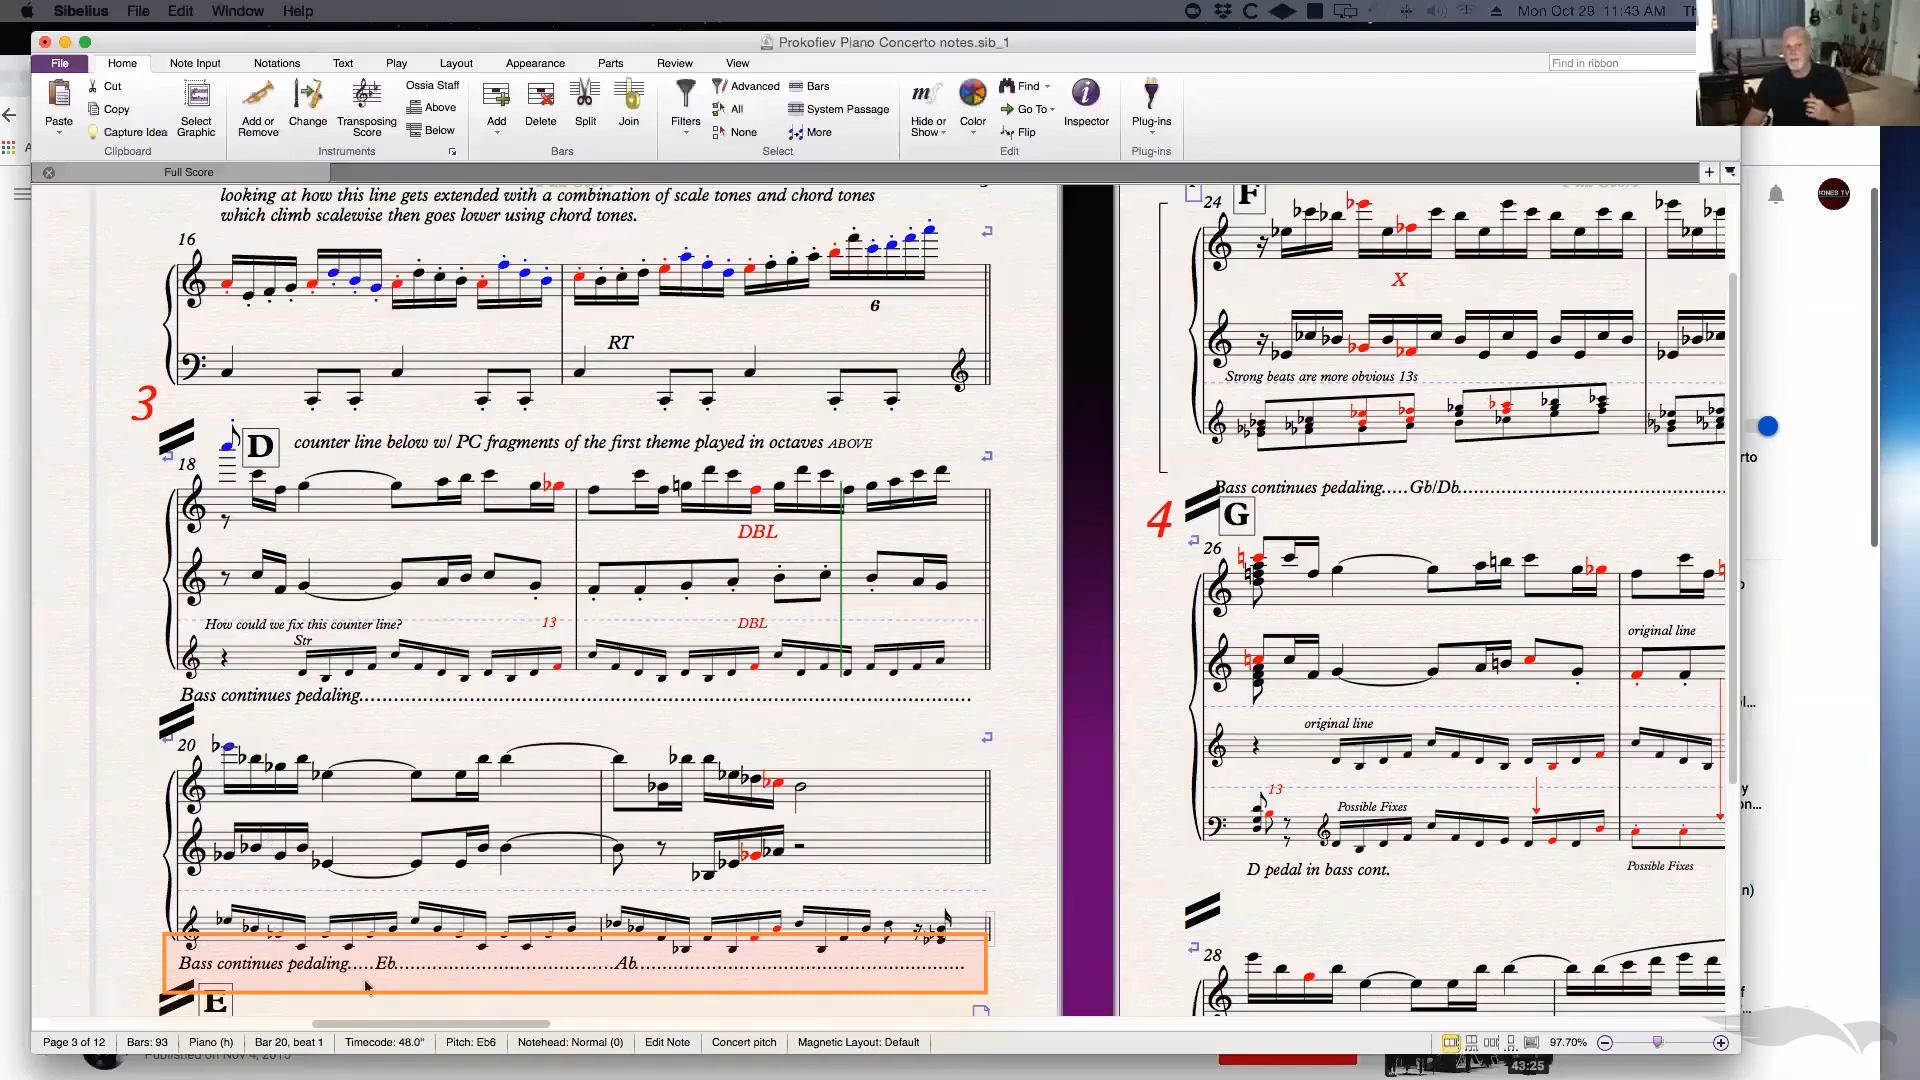 Sibelius File Edit Window Help
Mon Oct 29 11:43 AM
Prokofiev Piano Concerto notes.sib_1
File Home Note Input Notations Text Play Layout Appearance Parts Review View
Find in ribbon
Paste Cut Copy Capture Idea Select Graphic
Clipboard
Add or Remove Change Transposing Score Ossia Staff Above Below
Instruments
Add Delete Split Join
Bars
Filters Advanced All None Bars System Passage More
Select
Hide or Show Color Find Go To Flip Inspector
Edit
Plug-ins
Plug-ins
Full Score
JONES TV
looking at how this line gets extended with a combination of scale tones and chord tones
which climb scalewise then goes lower using chord tones.
16
6
RT
3
D counter line below w/ PC fragments of the first theme played in octaves ABOVE
18
DBL
How could we fix this counter line? 13 DBL
Str
Bass continues pedaling
20
Bass continues pedaling.....Eb Ab
E
24 F
X
Strong beats are more obvious 13s
Bass continues pedaling.....Gb/Db
4
G
26
original line
original line
13
Possible Fixes
D pedal in bass cont.
Possible Fixes
28
Page 3 of 12 Bars: 93 Piano (h) Bar 20, beat 1 Timecode: 48.0" Pitch: Eb6 Notehead: Normal (0) Edit Note Concert pitch Magnetic Layout: Default 97.70%
43:25